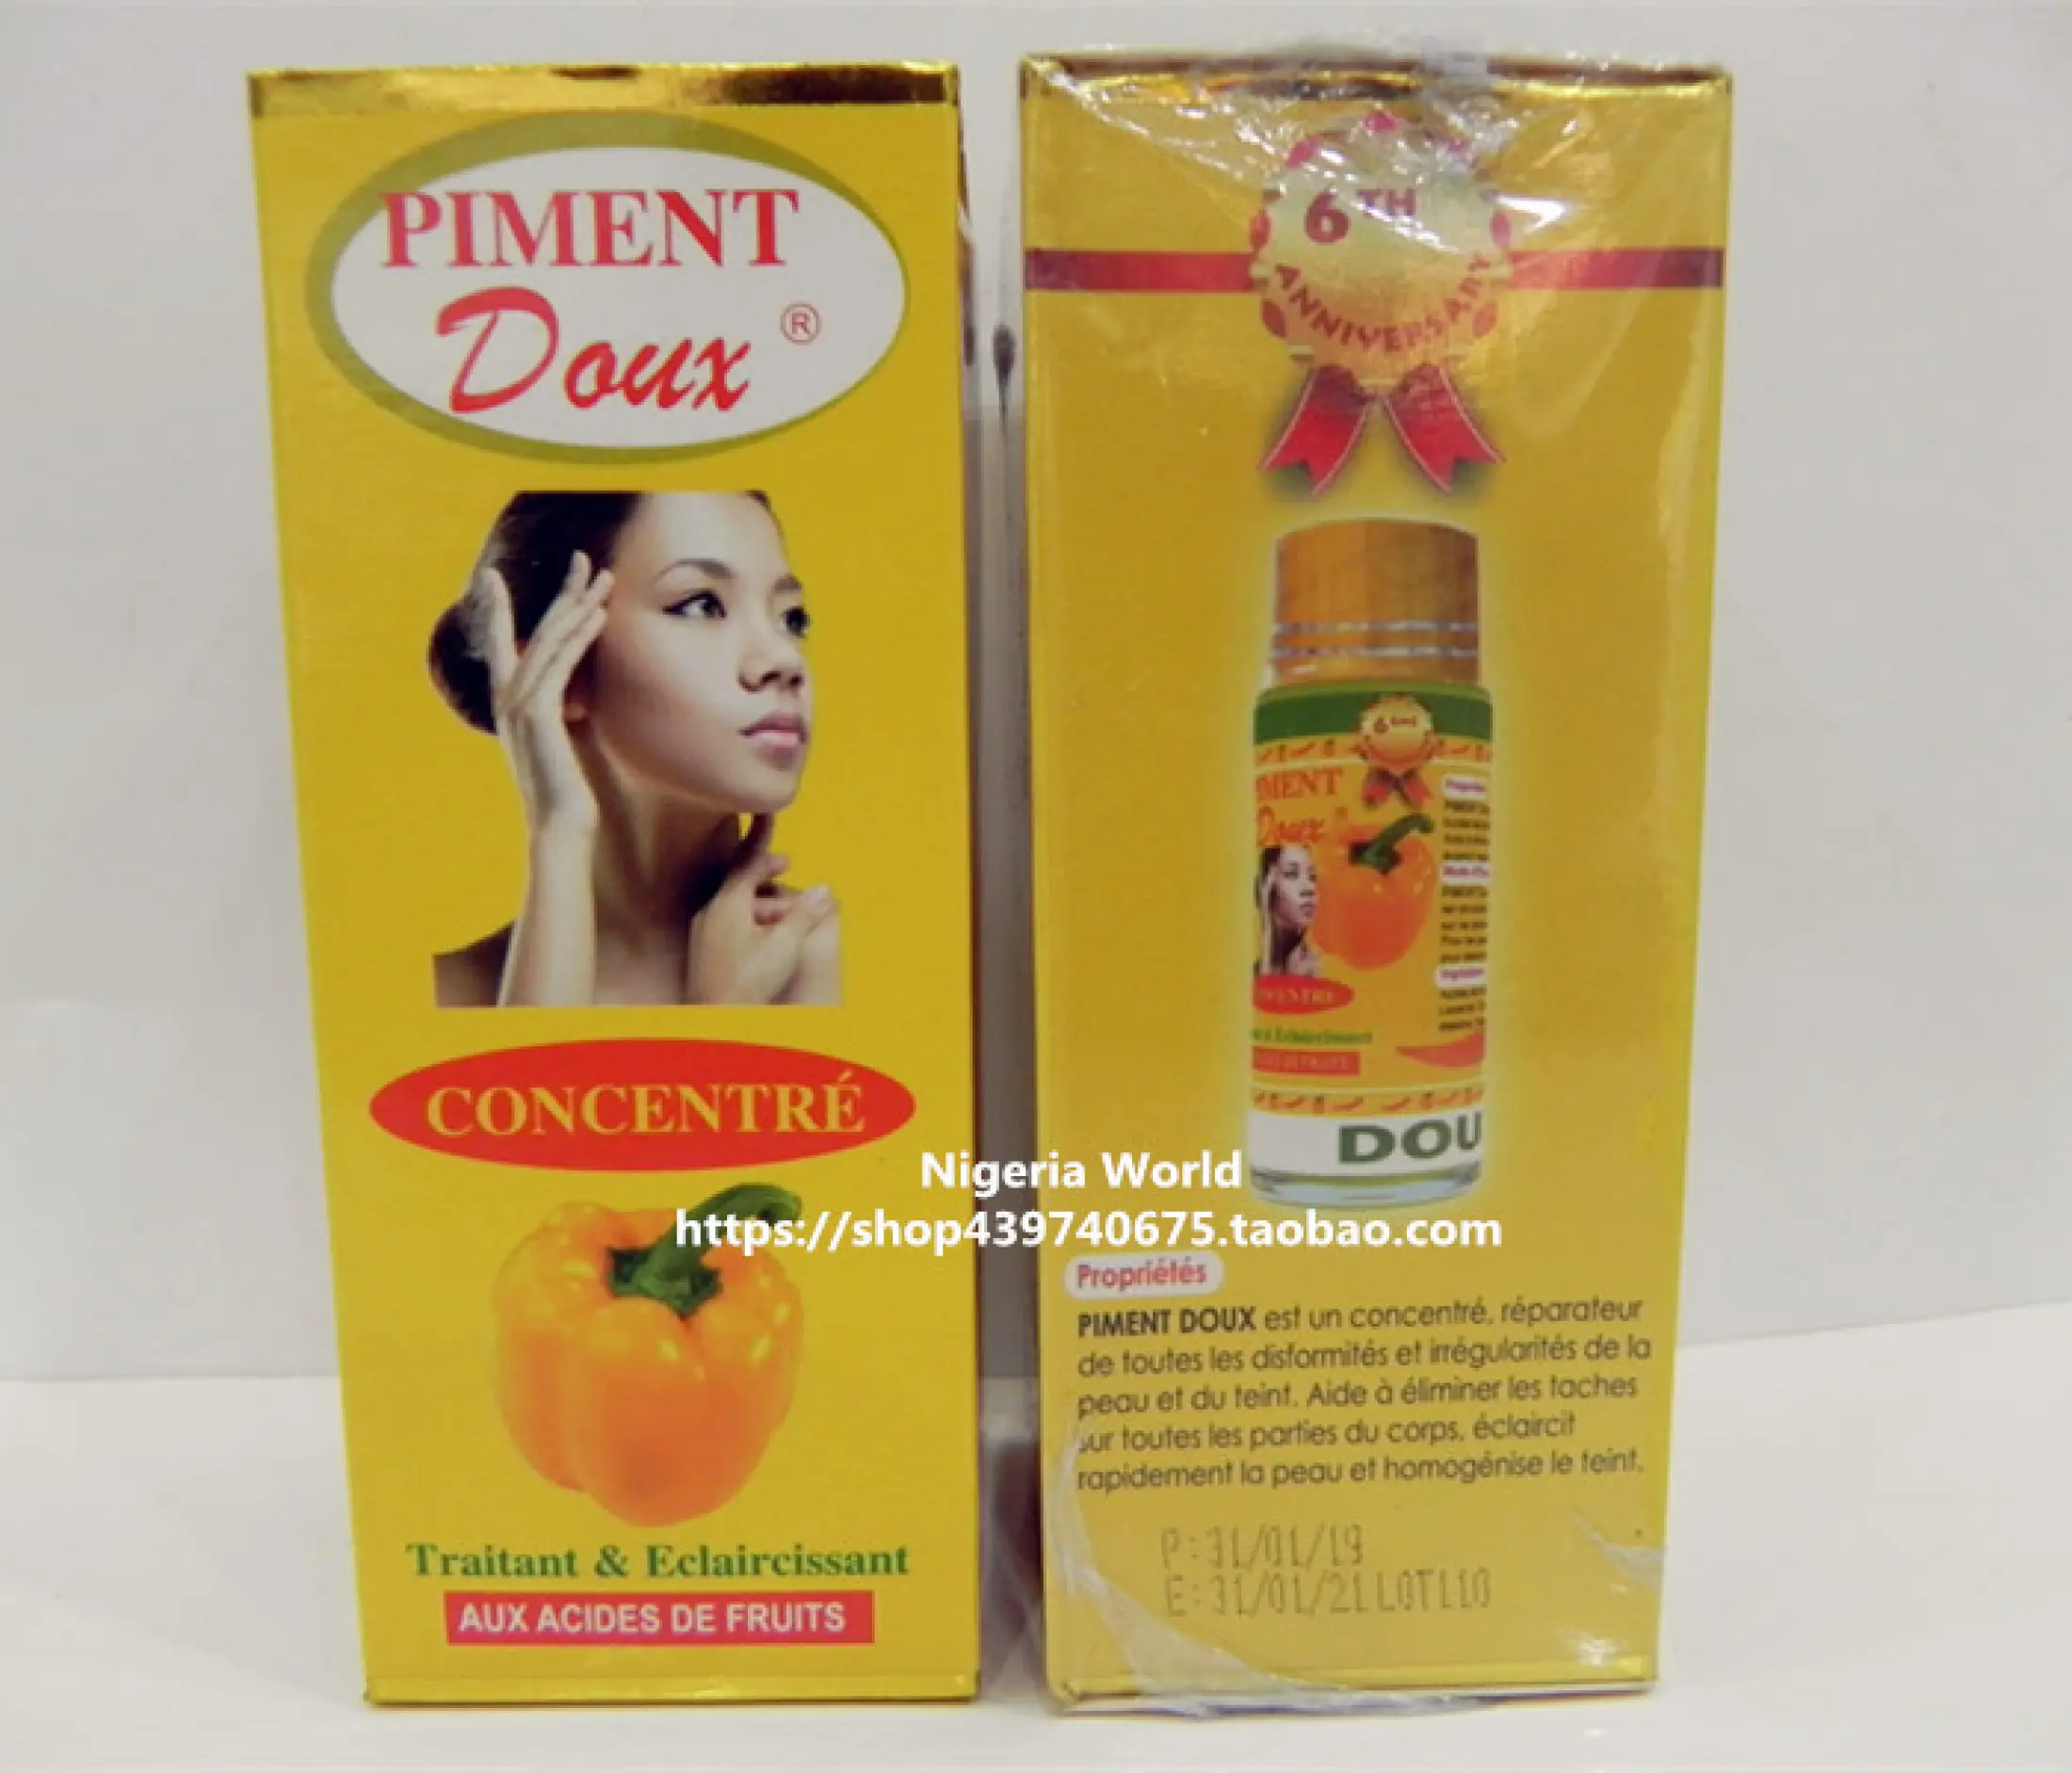 PIMENT
Doux ®
CONCENTRÉ
Traitant & Eclaircissant
AUX ACIDES DE FRUITS
6TH
ANNIVERSARY
Doux
DOU
Nigeria World
https://shop439740675.taobao.com
Propriétés
PIMENT DOUX est un concentré, réparateur
de toutes les disformités et irrégularités de la
peau et du teint. Aide à éliminer les taches
sur toutes les parties du corps, éclaircit
rapidement la peau et homogénise le teint.
P:31/01/19
E:31/01/21 LOT110